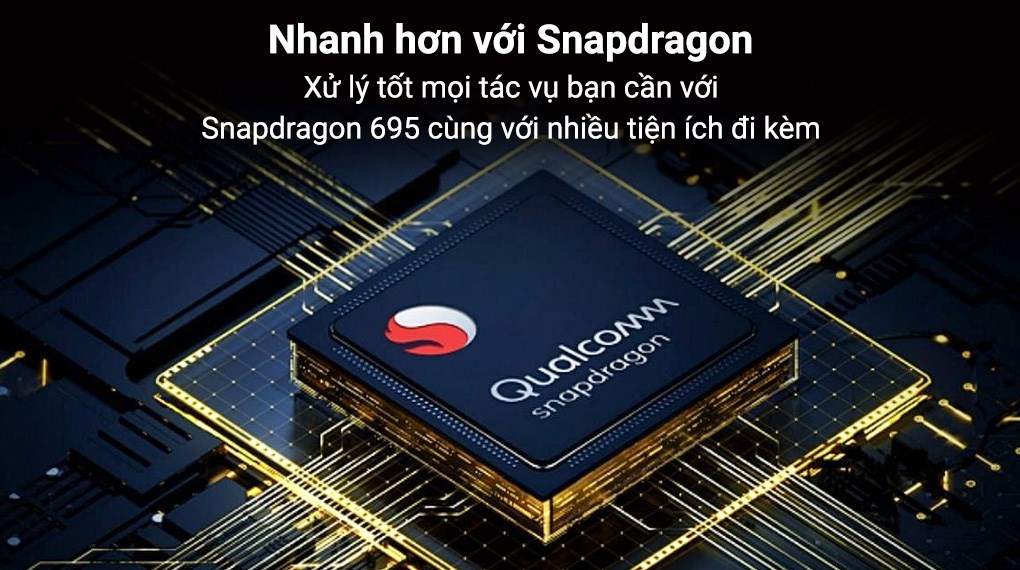 Nhanh hơn với Snapdragon
Xử lý tốt mọi tác vụ bạn cần với
Snapdragon 695 cùng với nhiều tiện ích đi kèm
Qualcomm
snapdragon